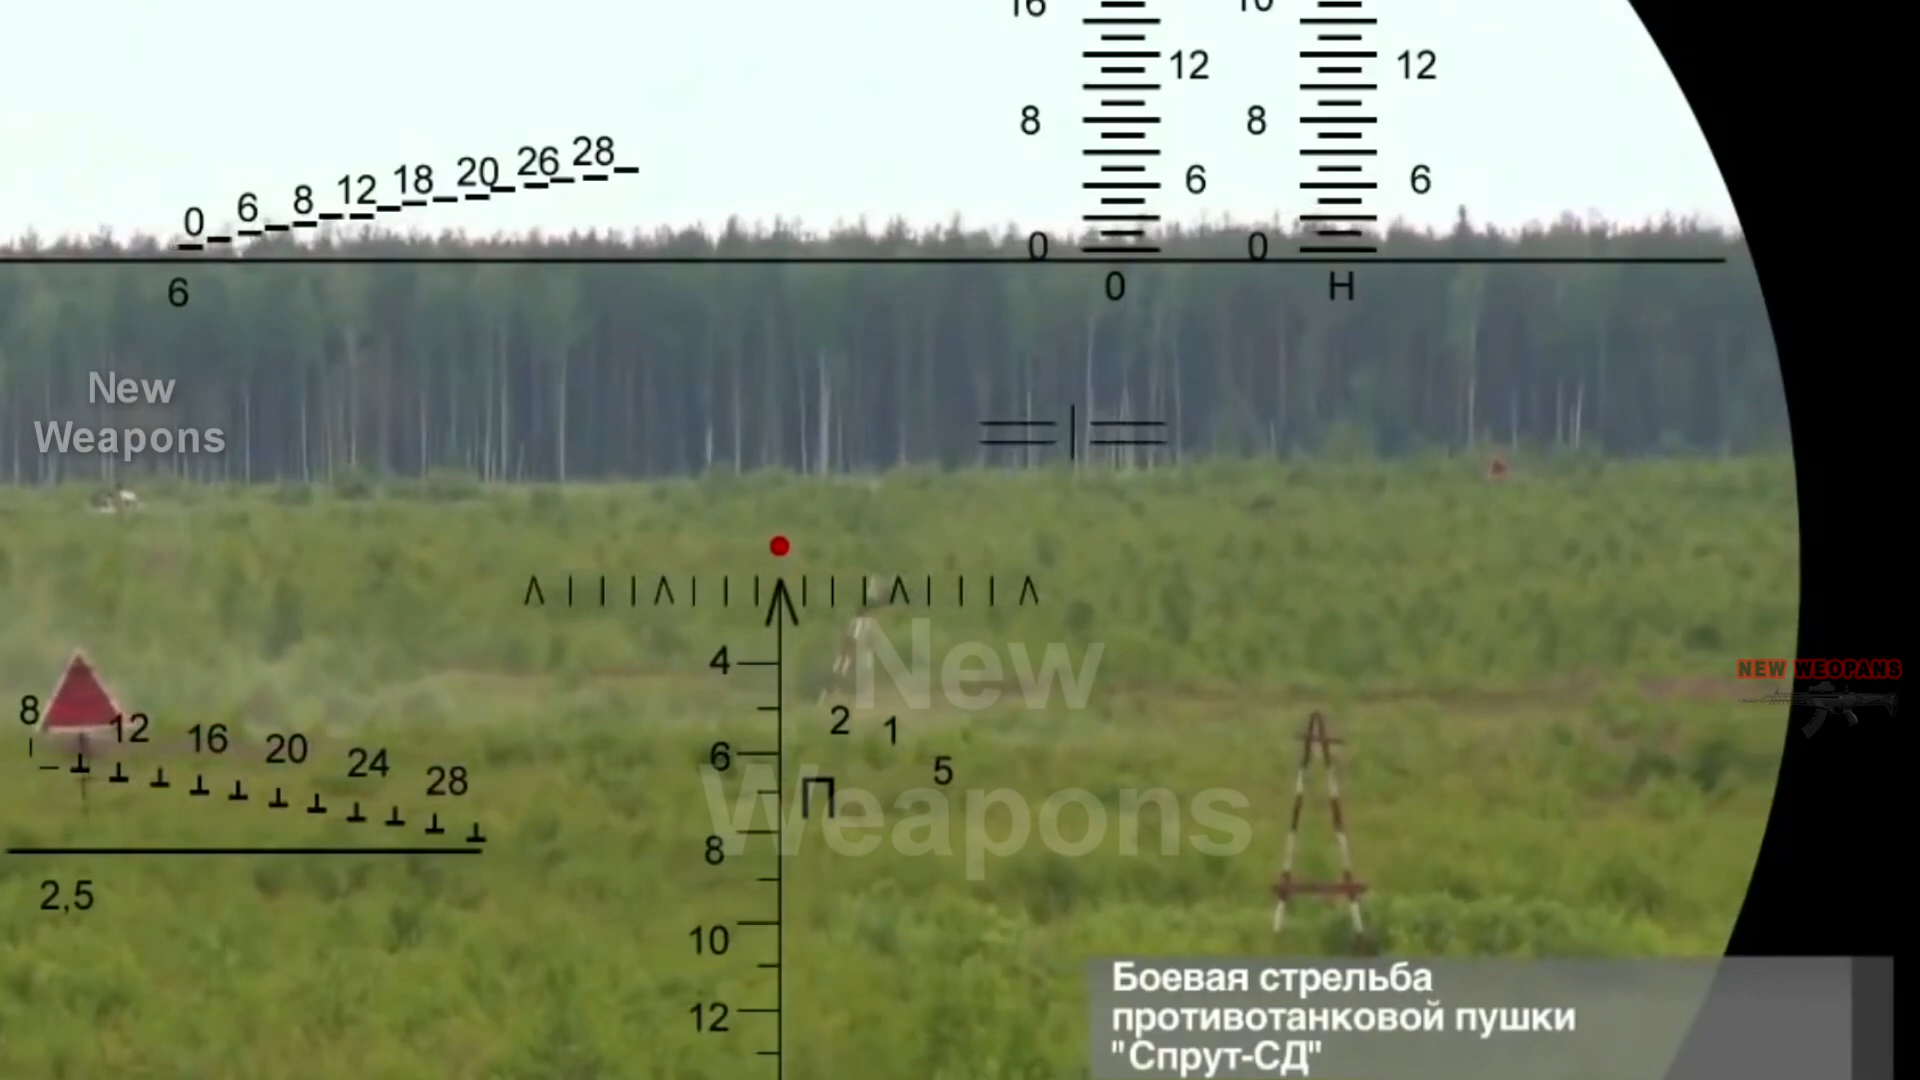 16
10
12
12
8
8
0 6 8 12 18 20 26 28
6
6
0
0
6
0
H
New
Weapons
New
Weapons
NEW WEOPANS
4
6
8
10
12
2
1
5
П
8
12
16
20
24
28
2,5
Боевая стрельба
противотанковой пушки
"Спрут-СД"